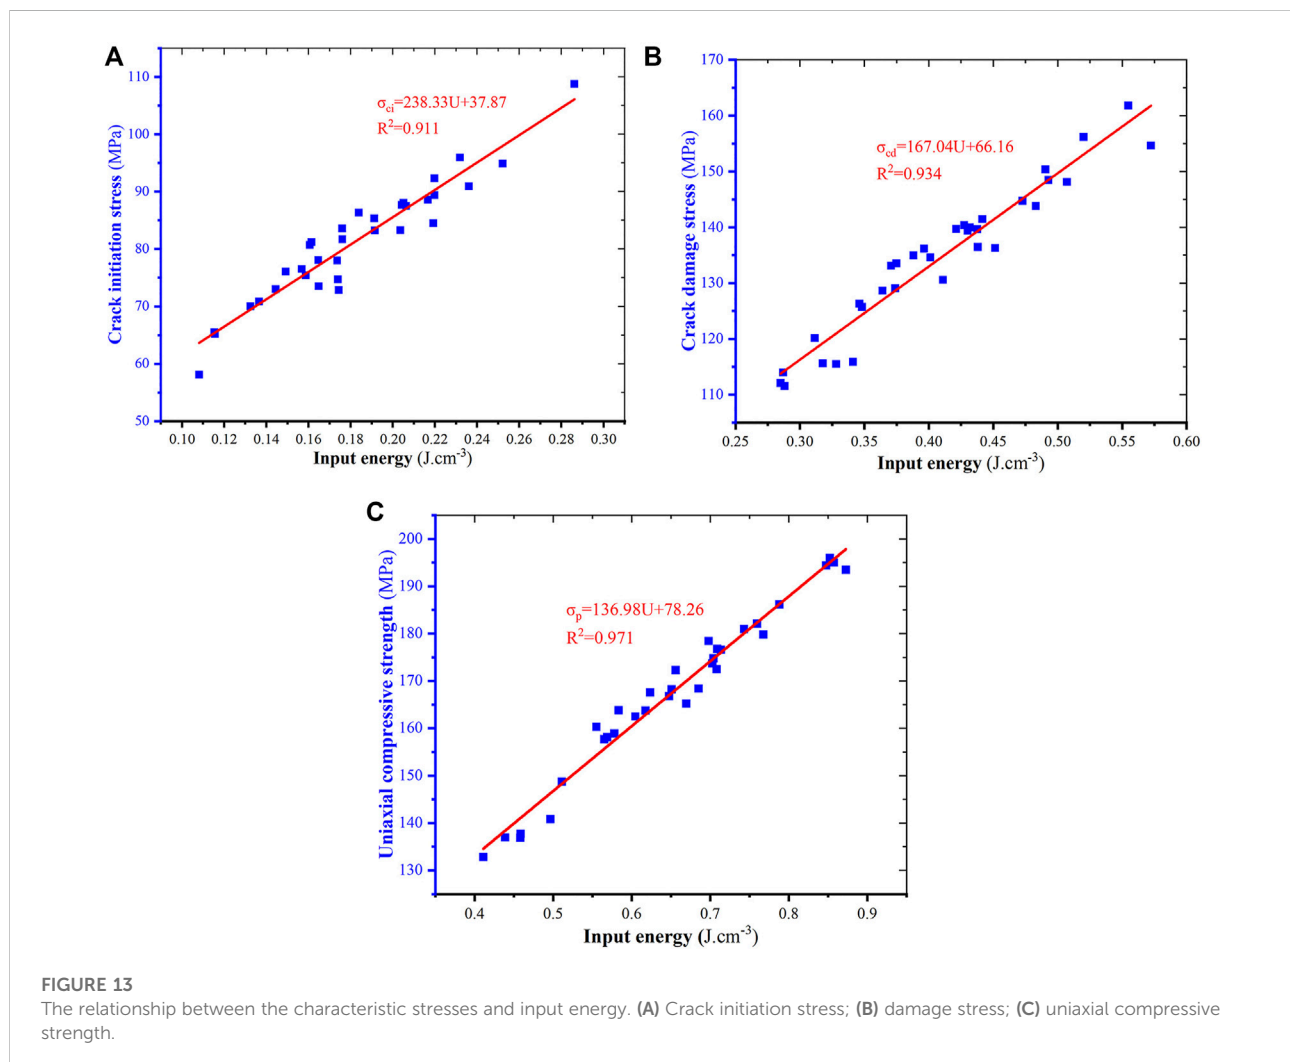 A
110
100
90
80
70
60
50
Crack initiation stress (MPa)
σci=238.33U+37.87
R²=0.911
0.10 0.12 0.14 0.16 0.18 0.20 0.22 0.24 0.26 0.28 0.30
Input energy (J.cm⁻³)
B
170
160
150
140
130
120
110
Crack damage stress (MPa)
σcd=167.04U+66.16
R²=0.934
0.25 0.30 0.35 0.40 0.45 0.50 0.55 0.60
Input energy (J.cm⁻³)
C
200
190
180
170
160
150
140
130
Uniaxial compressive strength (MPa)
σp=136.98U+78.26
R²=0.971
0.4 0.5 0.6 0.7 0.8 0.9
Input energy (J.cm⁻³)
FIGURE 13
The relationship between the characteristic stresses and input energy. (A) Crack initiation stress; (B) damage stress; (C) uniaxial compressive
strength.